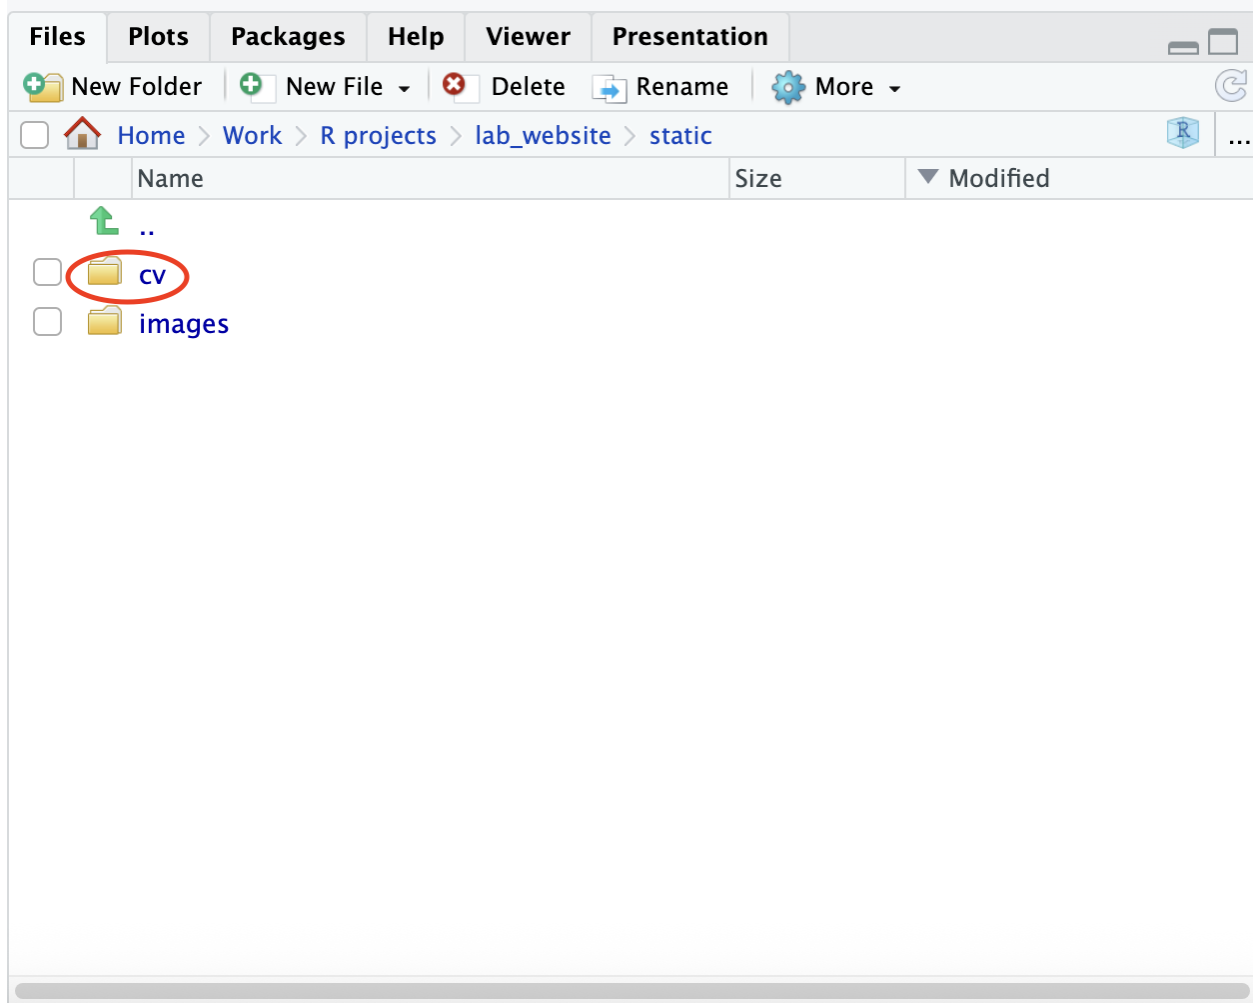 Files Plots Packages Help Viewer Presentation
New Folder New File Delete Rename More
Home > Work > R projects > lab_website > static R ...
Name Size Modified
..
cv
images